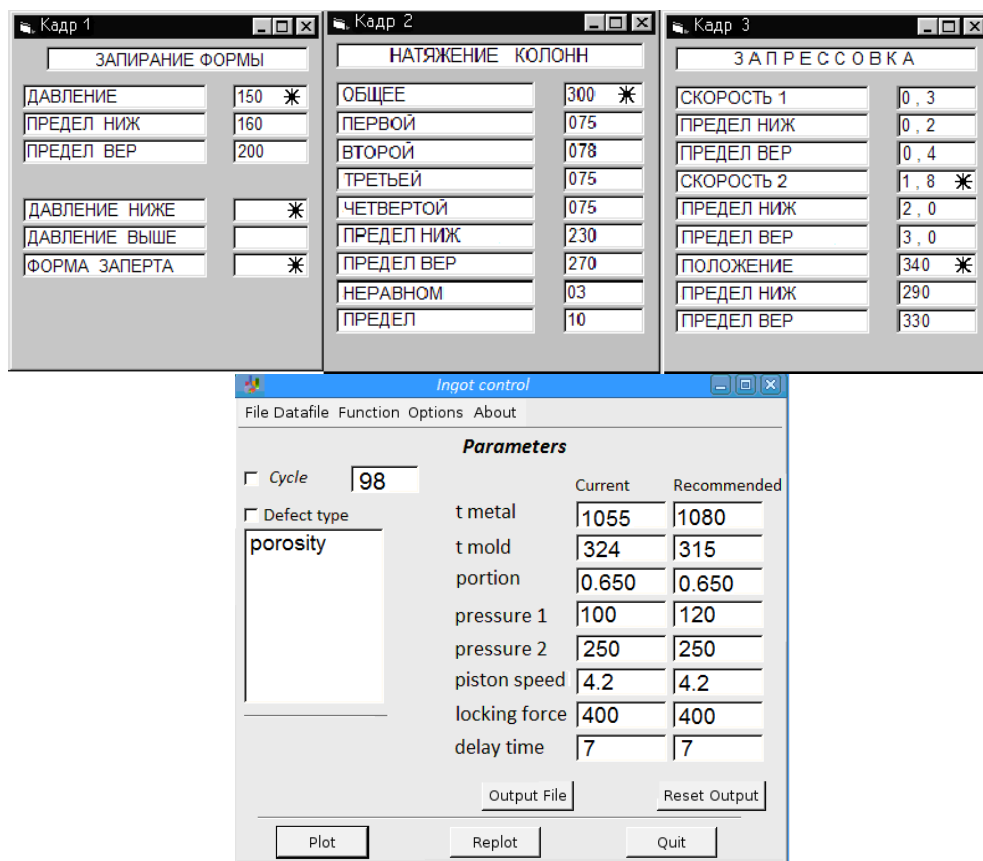 Кадр 1
ЗАПИРАНИЕ ФОРМЫ
ДАВЛЕНИЕ 150 ✳
ПРЕДЕЛ НИЖ 160
ПРЕДЕЛ ВЕР 200
ДАВЛЕНИЕ НИЖЕ ✳
ДАВЛЕНИЕ ВЫШЕ
ФОРМА ЗАПЕРТА ✳
Кадр 2
НАТЯЖЕНИЕ КОЛОНН
ОБЩЕЕ 300 ✳
ПЕРВОЙ 075
ВТОРОЙ 078
ТРЕТЬЕЙ 075
ЧЕТВЕРТОЙ 075
ПРЕДЕЛ НИЖ 230
ПРЕДЕЛ ВЕР 270
НЕРАВНОМ 03
ПРЕДЕЛ 10
Кадр 3
ЗАПРЕССОВКА
СКОРОСТЬ 1 0,3
ПРЕДЕЛ НИЖ 0,2
ПРЕДЕЛ ВЕР 0,4
СКОРОСТЬ 2 1,8 ✳
ПРЕДЕЛ НИЖ 2,0
ПРЕДЕЛ ВЕР 3,0
ПОЛОЖЕНИЕ 340 ✳
ПРЕДЕЛ НИЖ 290
ПРЕДЕЛ ВЕР 330
Ingot control
File Datafile Function Options About
Parameters
Cycle 98
Defect type
porosity
Current Recommended
t metal 1055 1080
t mold 324 315
portion 0.650 0.650
pressure 1 100 120
pressure 2 250 250
piston speed 4.2 4.2
locking force 400 400
delay time 7 7
Output File Reset Output
Plot Replot Quit